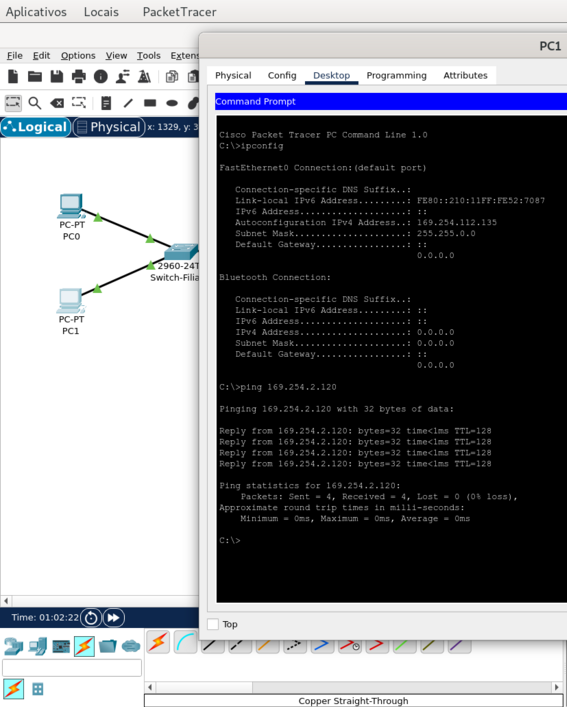 Aplicativos Locais PacketTracer
PC1
File Edit Options View Tools Extens
Physical Config Desktop Programming Attributes
Command Prompt
Logical Physical x: 1329, y: 3
Cisco Packet Tracer PC Command Line 1.0
C:\>ipconfig
FastEthernet0 Connection:(default port)
Connection-specific DNS Suffix..:
Link-local IPv6 Address.........: FE80::210:11FF:FE52:7087
IPv6 Address....................: ::
Autoconfiguration IPv4 Address..: 169.254.112.135
Subnet Mask.....................: 255.255.0.0
Default Gateway.................: ::
0.0.0.0
Bluetooth Connection:
Connection-specific DNS Suffix..:
Link-local IPv6 Address.........: ::
IPv6 Address....................: ::
IPv4 Address....................: 0.0.0.0
Subnet Mask.....................: 0.0.0.0
Default Gateway.................: ::
0.0.0.0
C:\>ping 169.254.2.120
Pinging 169.254.2.120 with 32 bytes of data:
Reply from 169.254.2.120: bytes=32 time<1ms TTL=128
Reply from 169.254.2.120: bytes=32 time<1ms TTL=128
Reply from 169.254.2.120: bytes=32 time<1ms TTL=128
Reply from 169.254.2.120: bytes=32 time<1ms TTL=128
Ping statistics for 169.254.2.120:
Packets: Sent = 4, Received = 4, Lost = 0 (0% loss),
Approximate round trip times in milli-seconds:
Minimum = 0ms, Maximum = 0ms, Average = 0ms
C:\>
PC-PT
PC0
2960-24T
Switch-Filia
PC-PT
PC1
Top
Time: 01:02:22
Copper Straight-Through